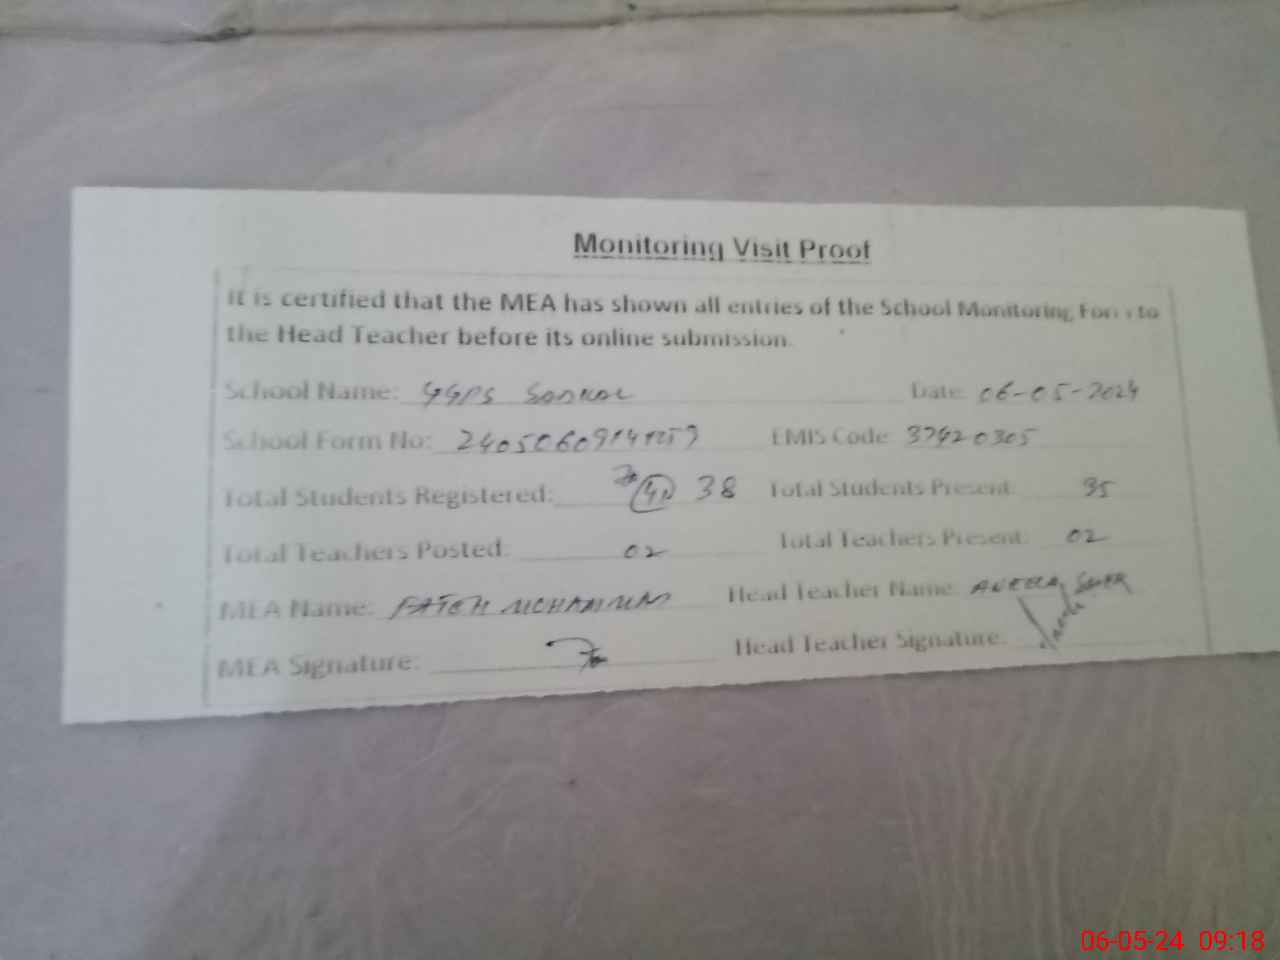 Monitoring Visit Proof
It is certified that the MEA has shown all entries of the School Monitoring Form to
the Head Teacher before its online submission.
School Name: GGPS Date: 06-05-2024
School Form No: EMIS Code: 37420305
Total Students Registered: 38 Total Students Present: 35
Total Teachers Posted: 02 Total Teachers Present: 02
MEA Name: FATEH MUHAMMAD Head Teacher Name:
MEA Signature: Head Teacher Signature:
06-05-24 09:18